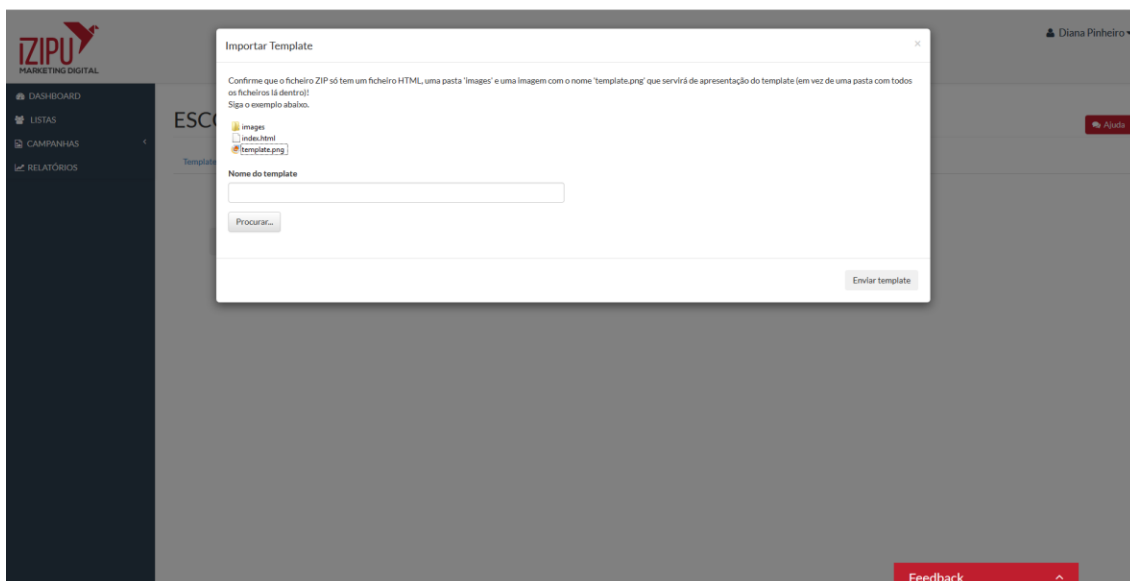 iZIPU
MARKETING DIGITAL
Diana Pinheiro
DASHBOARD
LISTAS
CAMPANHAS
RELATÓRIOS
ESCO
Ajuda
Template
Importar Template
×
Confirme que o ficheiro ZIP só tem um ficheiro HTML, uma pasta 'images' e uma imagem com o nome 'template.png' que servirá de apresentação do template (em vez de uma pasta com todos
os ficheiros lá dentro)!
Siga o exemplo abaixo.
images
index.html
template.png
Nome do template
Procurar...
Enviar template
Feedback